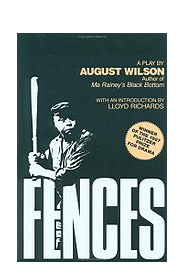 A PLAY BY
AUGUST WILSON
Author of
Ma Rainey's Black Bottom
WITH AN INTRODUCTION BY
LLOYD RICHARDS
WINNER
OF THE 1987
PULITZER
PRIZE
FOR DRAMA
FENCES